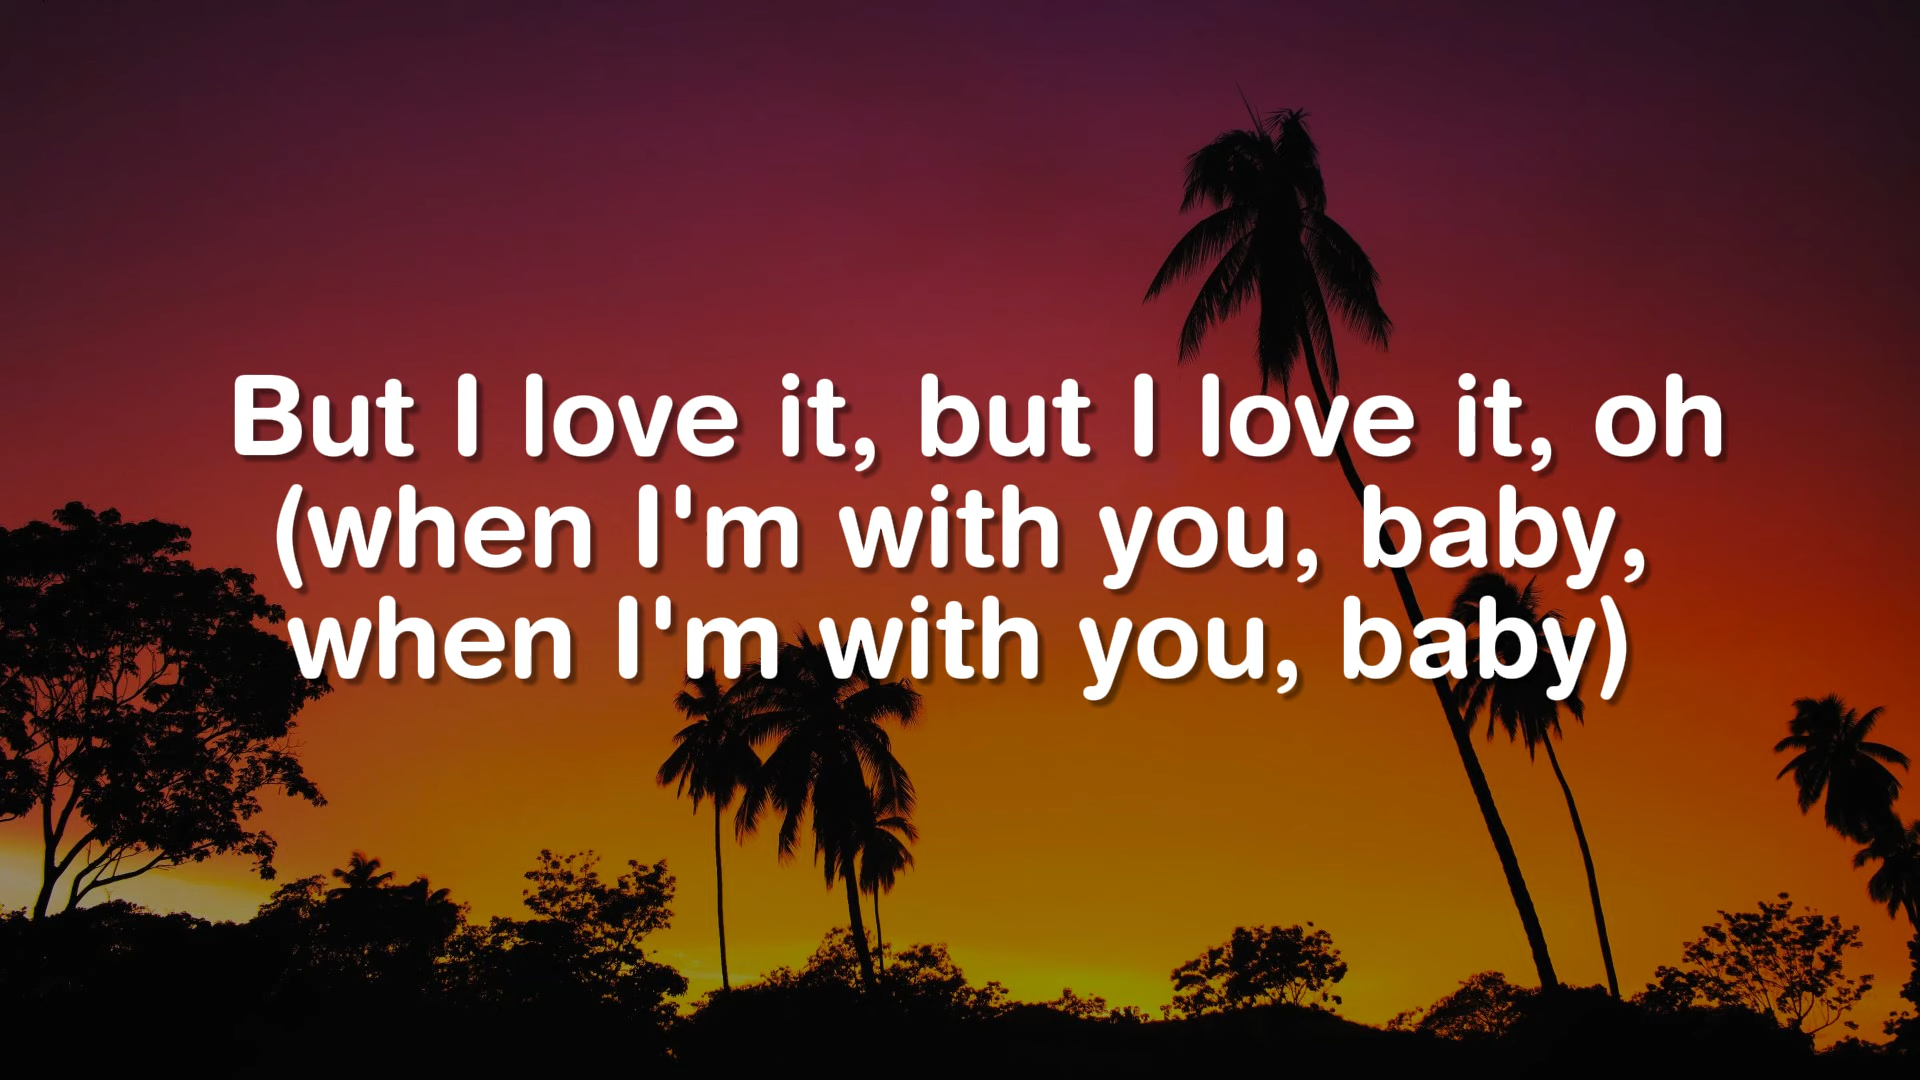 But I love it, but I love it, oh
(when I'm with you, baby,
when I'm with you, baby)